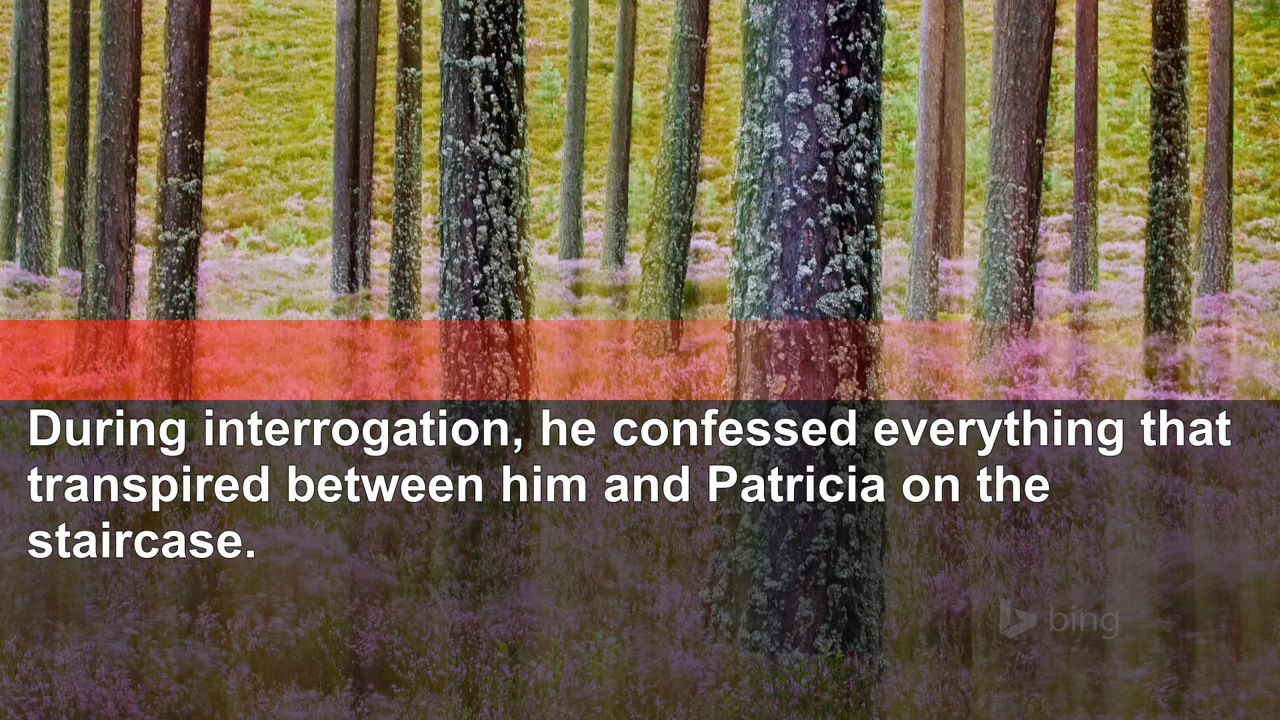 During interrogation, he confessed everything that
transpired between him and Patricia on the
staircase.
bing